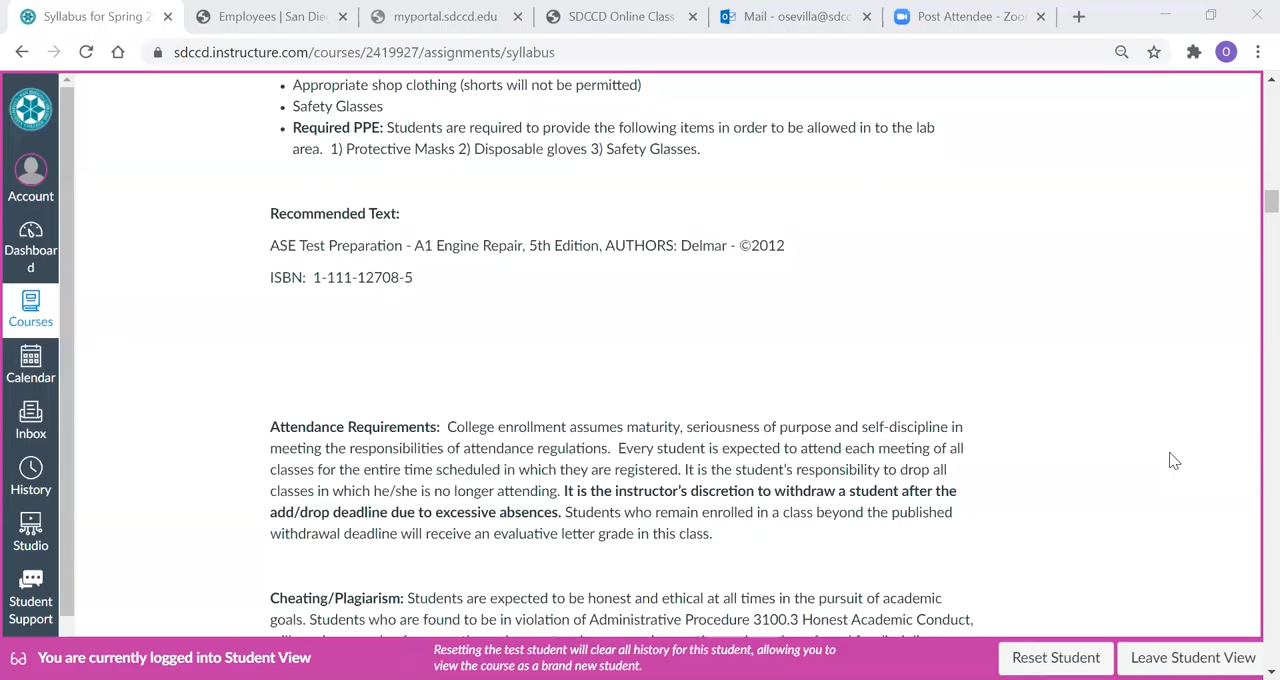 Syllabus for Spring 2
Employees | San Die
myportal.sdccd.edu
SDCCD Online Class
Mail - osevilla@sdcc
Post Attendee - Zoo
sdccd.instructure.com/courses/2419927/assignments/syllabus
O
Account
Dashboar
d
Courses
Calendar
Inbox
History
Studio
Student
Support
• Appropriate shop clothing (shorts will not be permitted)
• Safety Glasses
• Required PPE: Students are required to provide the following items in order to be allowed in to the lab
area.  1) Protective Masks 2) Disposable gloves 3) Safety Glasses.
Recommended Text:
ASE Test Preparation - A1 Engine Repair, 5th Edition, AUTHORS: Delmar - ©2012
ISBN:  1-111-12708-5
Attendance Requirements:  College enrollment assumes maturity, seriousness of purpose and self-discipline in
meeting the responsibilities of attendance regulations.  Every student is expected to attend each meeting of all
classes for the entire time scheduled in which they are registered. It is the student's responsibility to drop all
classes in which he/she is no longer attending. It is the instructor's discretion to withdraw a student after the
add/drop deadline due to excessive absences. Students who remain enrolled in a class beyond the published
withdrawal deadline will receive an evaluative letter grade in this class.
Cheating/Plagiarism: Students are expected to be honest and ethical at all times in the pursuit of academic
goals. Students who are found to be in violation of Administrative Procedure 3100.3 Honest Academic Conduct,
You are currently logged into Student View
Resetting the test student will clear all history for this student, allowing you to
view the course as a brand new student.
Reset Student
Leave Student View